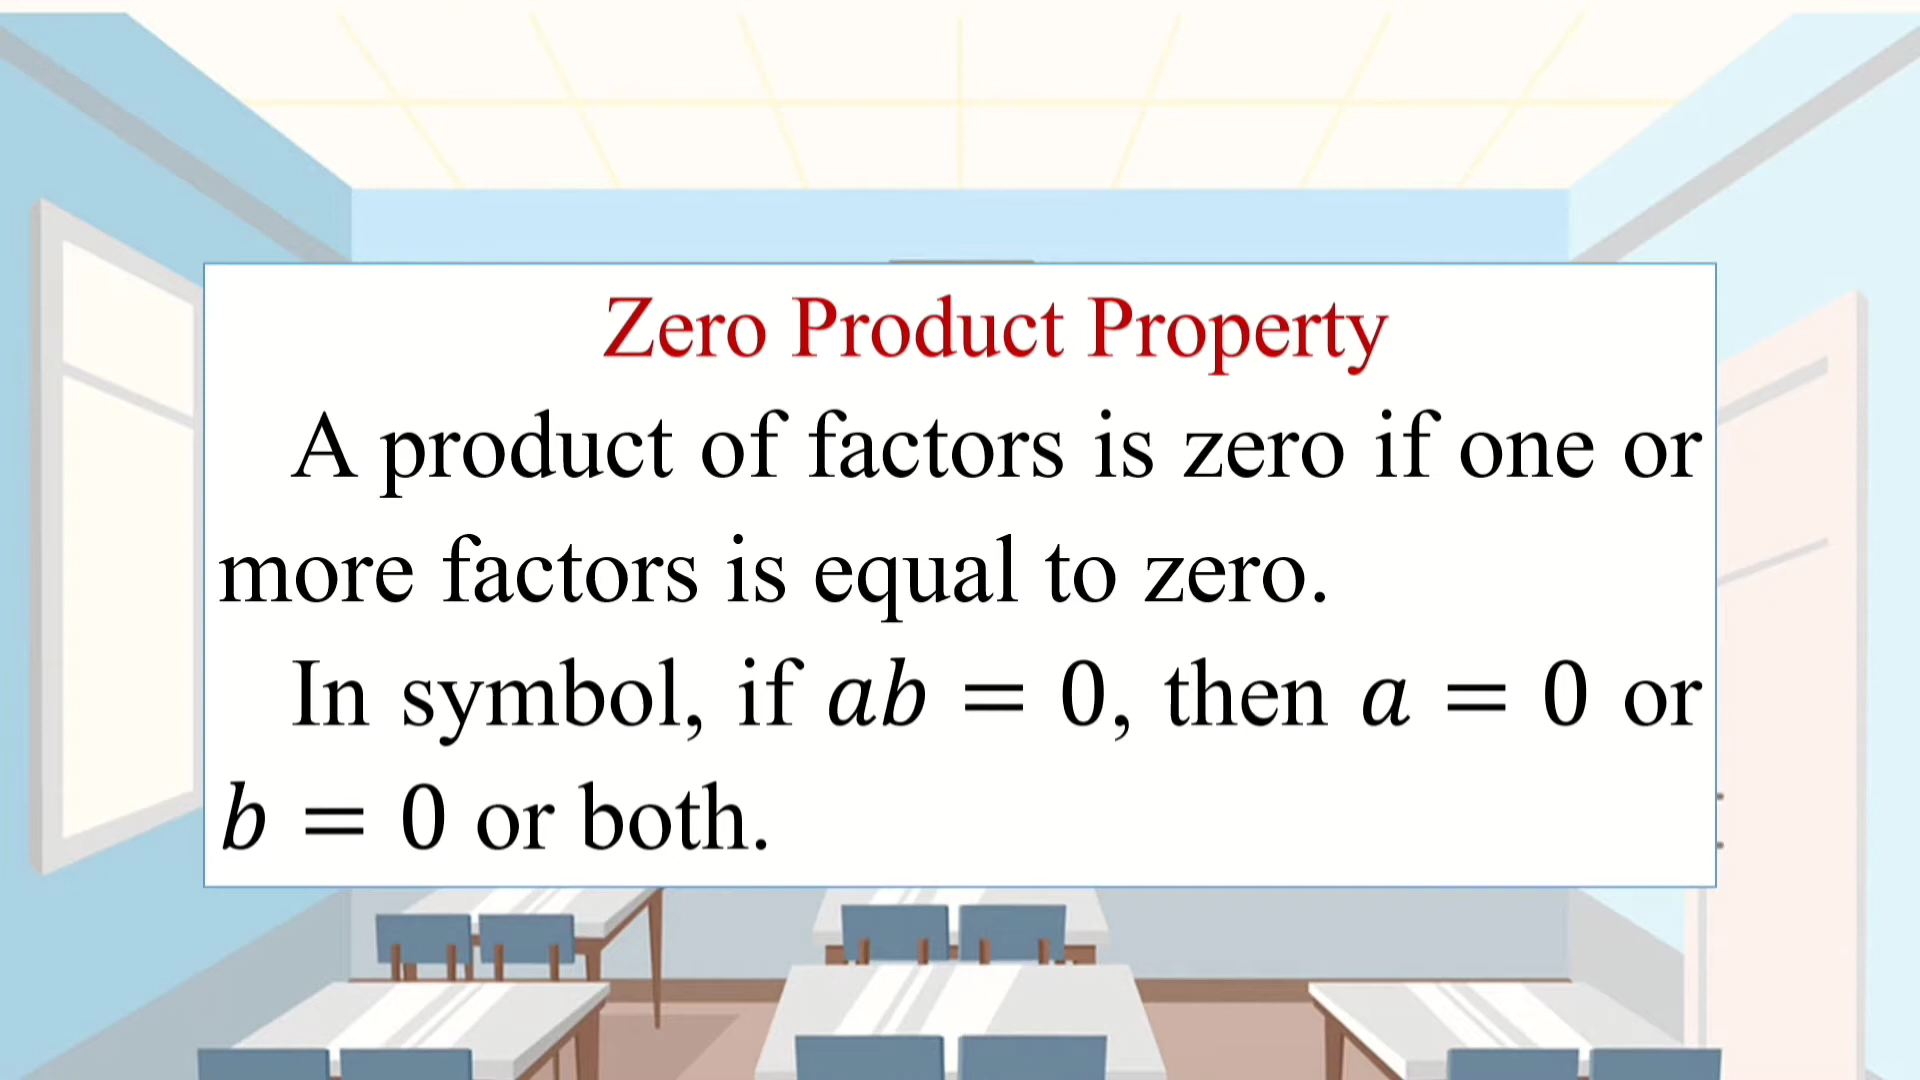 Zero Product Property
A product of factors is zero if one or
more factors is equal to zero.
In symbol, if ab = 0, then a = 0 or
b = 0 or both.